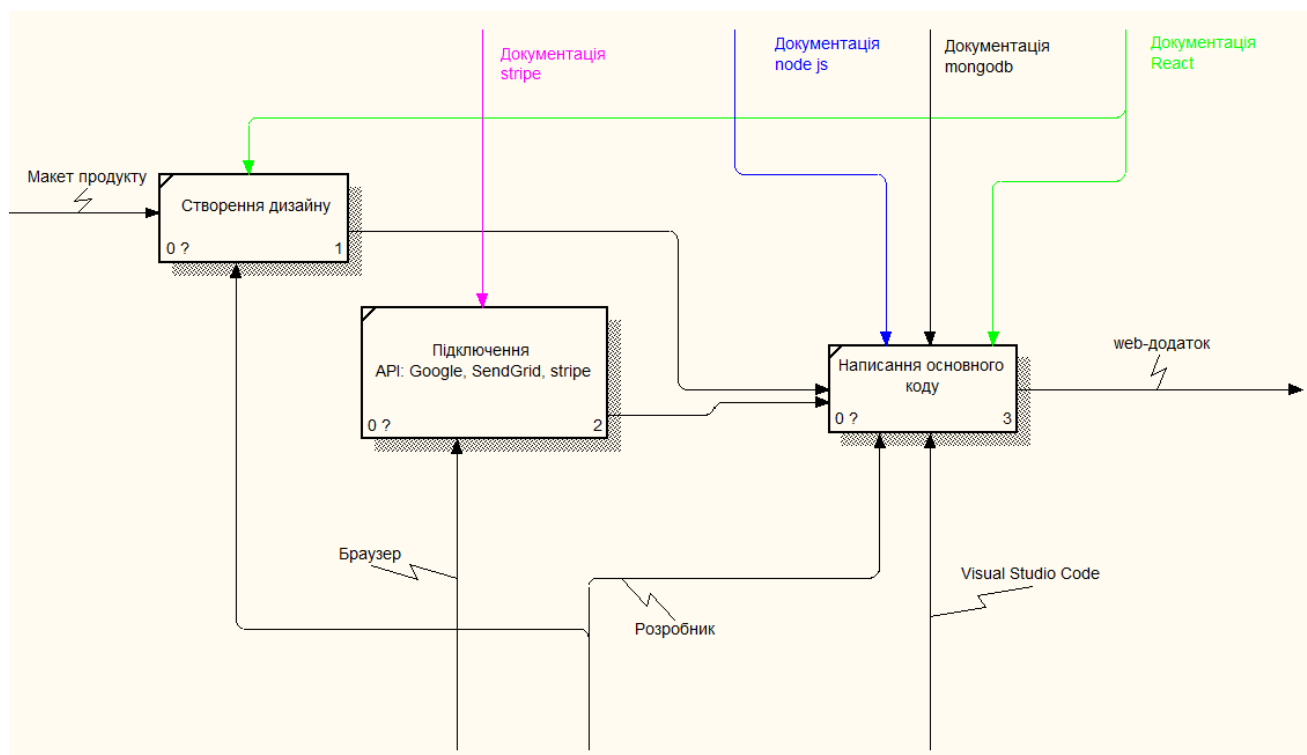 Документація
stripe
Документація
node js
Документація
mongodb
Документація
React
Макет продукту
Створення дизайну
0 ?
1
Підключення
API: Google, SendGrid, stripe
0 ?
2
Написання основного
коду
0 ?
3
web-додаток
Браузер
Розробник
Visual Studio Code